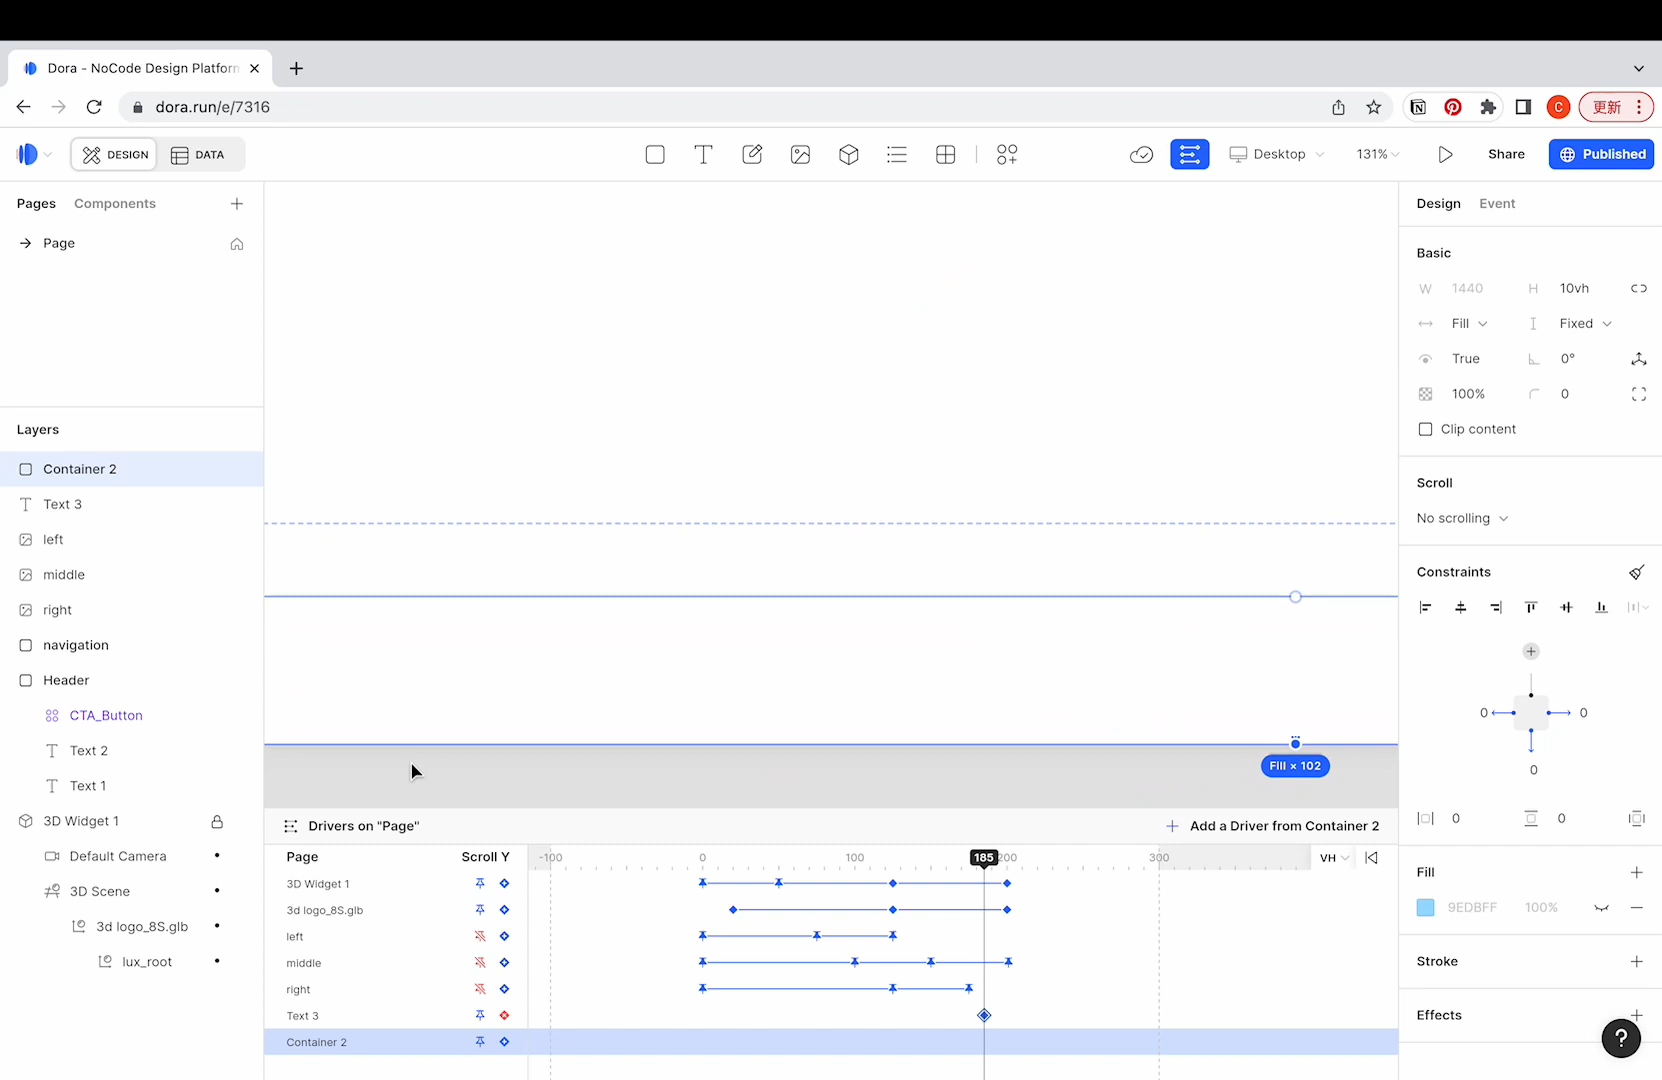 Dora - NoCode Design Platform
dora.run/e/7316
C
更新
DESIGN
DATA
Desktop
131%
Share
Published
Pages
Components
Page
Layers
Container 2
Text 3
left
middle
right
navigation
Header
CTA_Button
Text 2
Text 1
3D Widget 1
Default Camera
3D Scene
3d logo_8S.glb
lux_root
Fill × 102
Drivers on "Page"
Add a Driver from Container 2
Page
Scroll Y
-100
0
100
185
200
300
VH
3D Widget 1
3d logo_8S.glb
left
middle
right
Text 3
Container 2
Design
Event
Basic
W 1440
H 10vh
Fill
Fixed
True
0°
100%
0
Clip content
Scroll
No scrolling
Constraints
0
0
0
0
0
Fill
9EDBFF 100%
Stroke
Effects
?